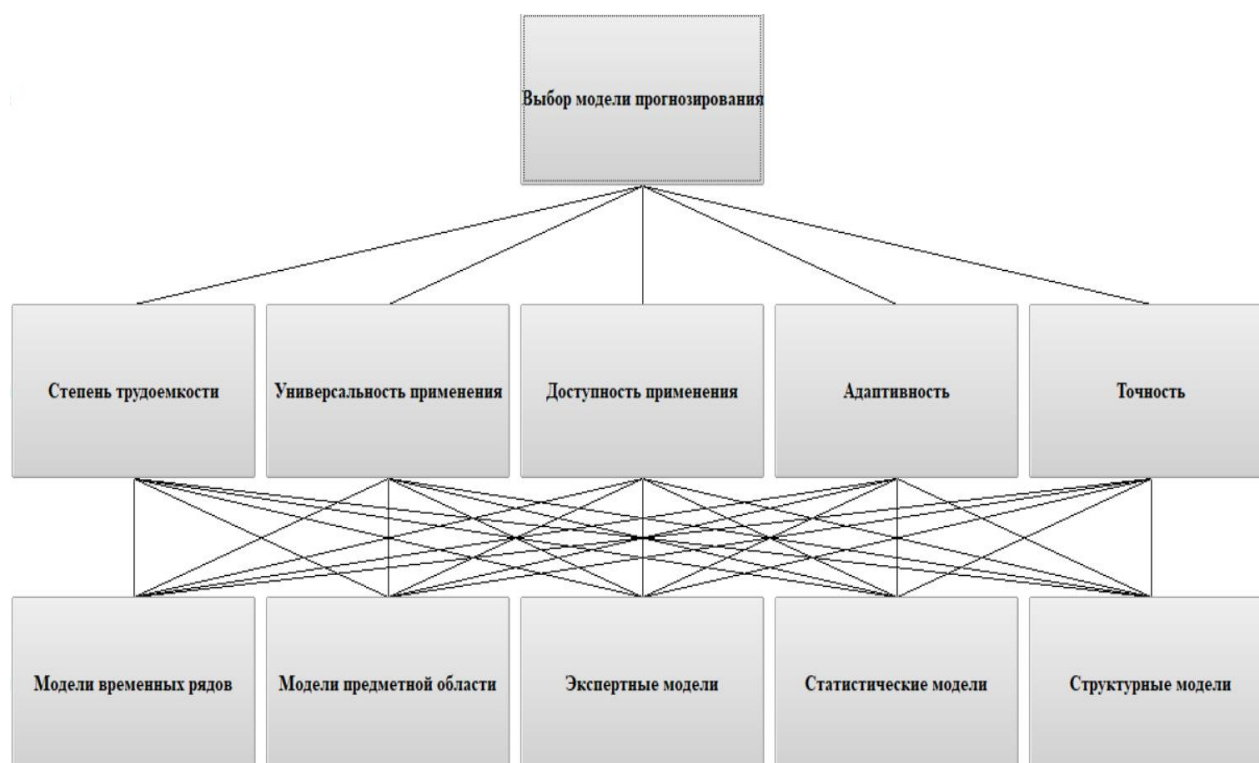 Выбор модели прогнозирования
Степень трудоемкости
Универсальность применения
Доступность применения
Адаптивность
Точность
Модели временных рядов
Модели предметной области
Экспертные модели
Статистические модели
Структурные модели